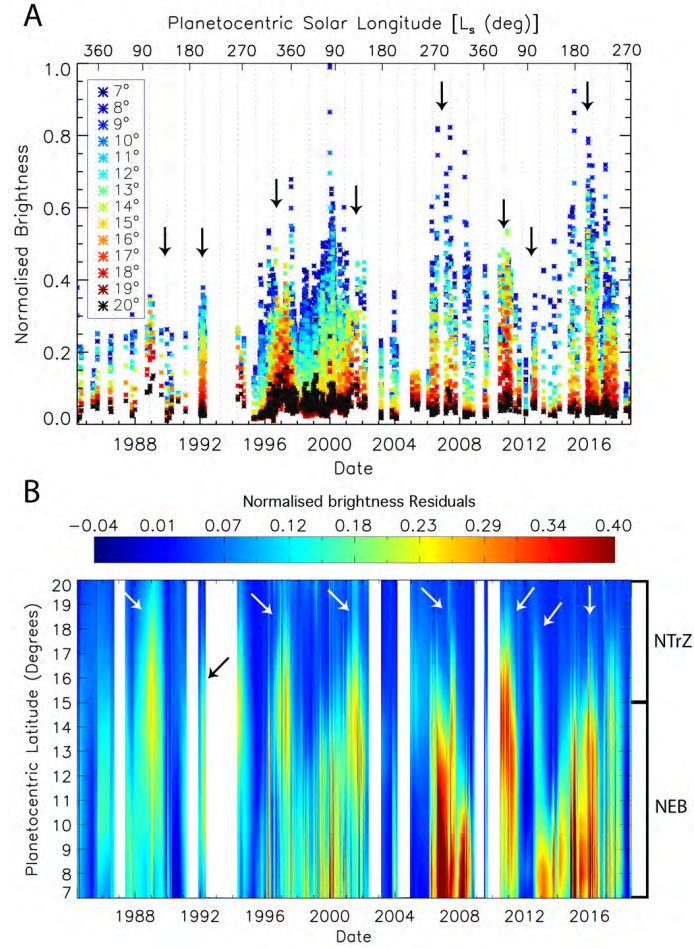 A
Planetocentric Solar Longitude [Ls (deg)]
360 90 200 270 360 90 180 270 360 90 180 270
Normalised Brightness
1.0
0.8
0.6
0.4
0.2
0.0
7°
8°
9°
10°
11°
12°
13°
14°
15°
16°
17°
18°
19°
20°
1988 1992 1996 2000 2004 2008 2012 2016
Date
B
Normalised brightness Residuals
−0.04 0.01 0.07 0.12 0.18 0.23 0.29 0.34 0.40
Planetocentric Latitude (Degrees)
20
19
18
17
16
15
14
13
12
11
10
9
8
7
NTrZ
NEB
1988 1992 1996 2000 2004 2008 2012 2016
Date